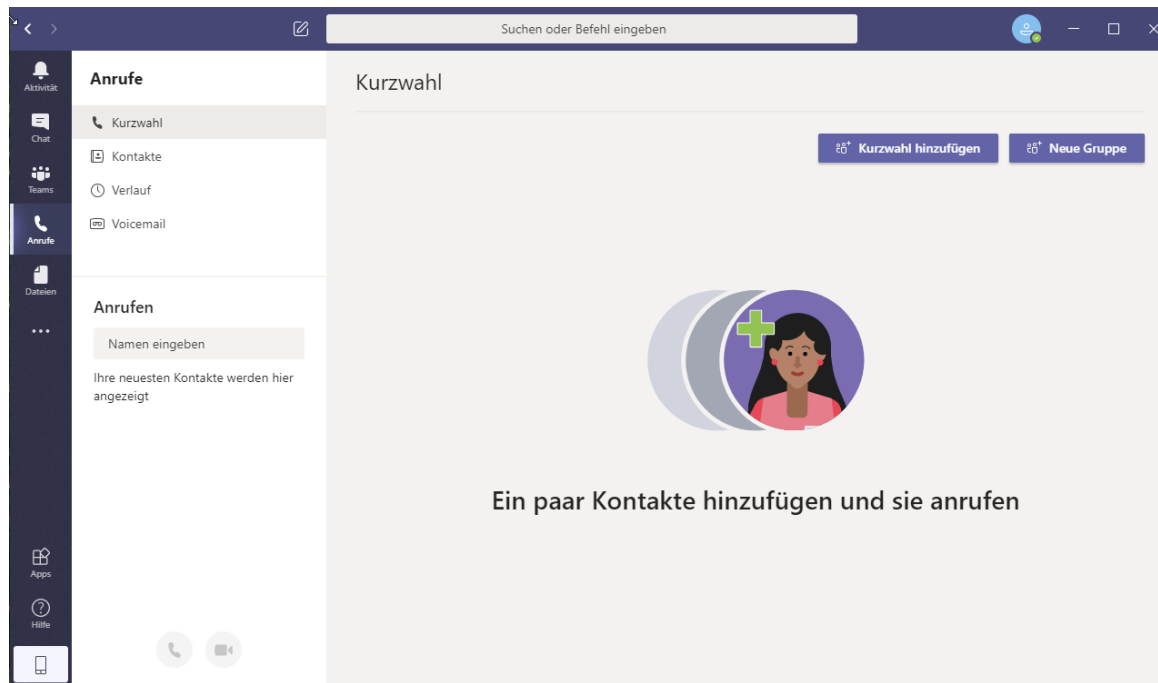 Suchen oder Befehl eingeben
Aktivität
Chat
Teams
Anrufe
Dateien
Apps
Hilfe
Anrufe
Kurzwahl
Kontakte
Verlauf
Voicemail
Anrufen
Namen eingeben
Ihre neuesten Kontakte werden hier
angezeigt
Kurzwahl
Kurzwahl hinzufügen
Neue Gruppe
Ein paar Kontakte hinzufügen und sie anrufen